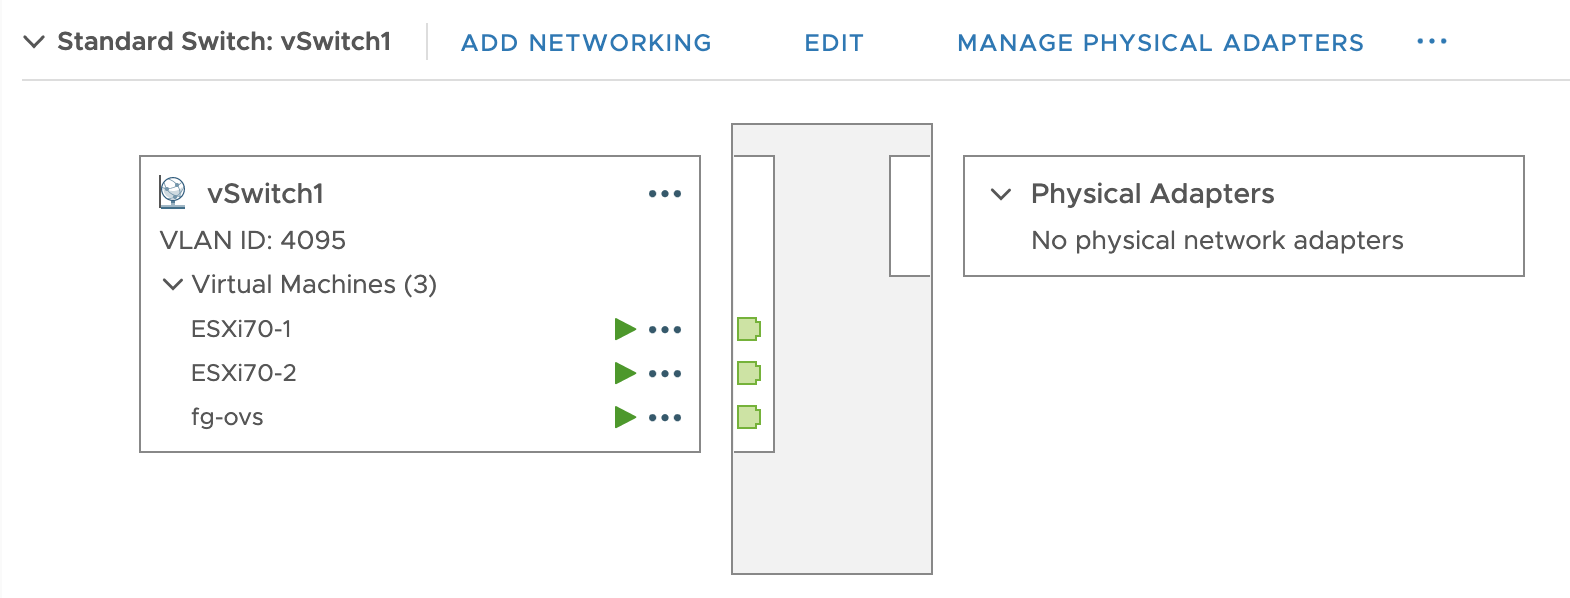 Standard Switch: vSwitch1 ADD NETWORKING EDIT MANAGE PHYSICAL ADAPTERS ...
vSwitch1 ...
VLAN ID: 4095
Virtual Machines (3)
ESXi70-1 ...
ESXi70-2 ...
fg-ovs ...
Physical Adapters
No physical network adapters